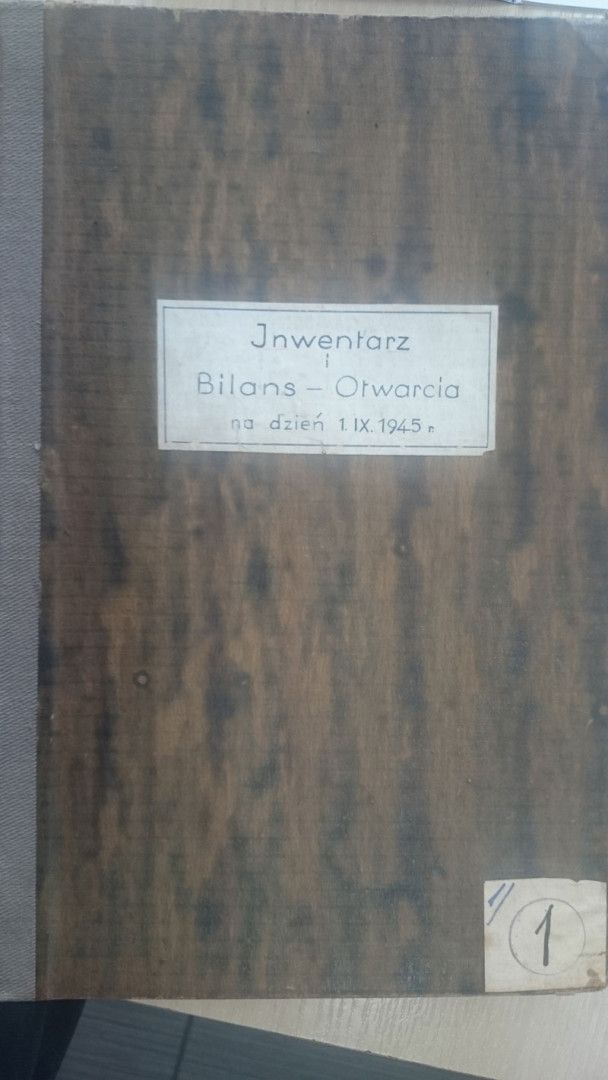 Jnwentarz
i
Bilans - Otwarcia
na dzień 1.IX.1945 r.
1/
1